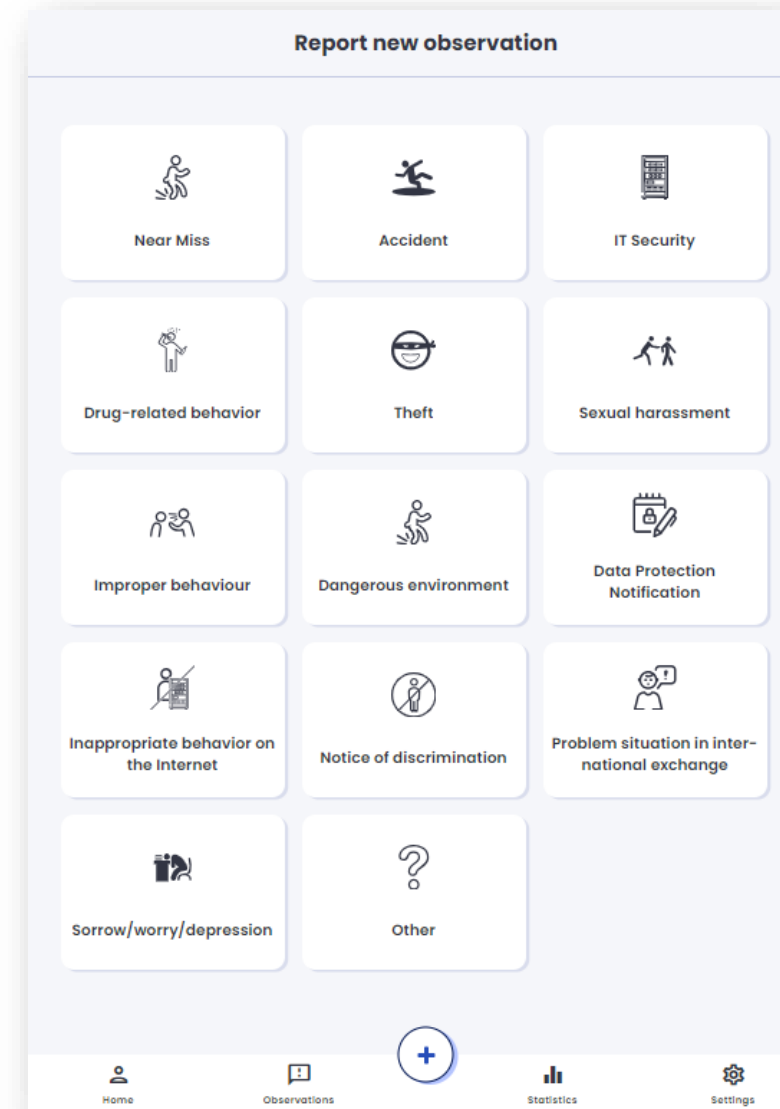 Report new observation
Near Miss
Accident
IT Security
Drug-related behavior
Theft
Sexual harassment
Improper behaviour
Dangerous environment
Data Protection
Notification
Inappropriate behavior on
the Internet
Notice of discrimination
Problem situation in inter-
national exchange
Sorrow/worry/depression
Other
Home
Observations
Statistics
Settings